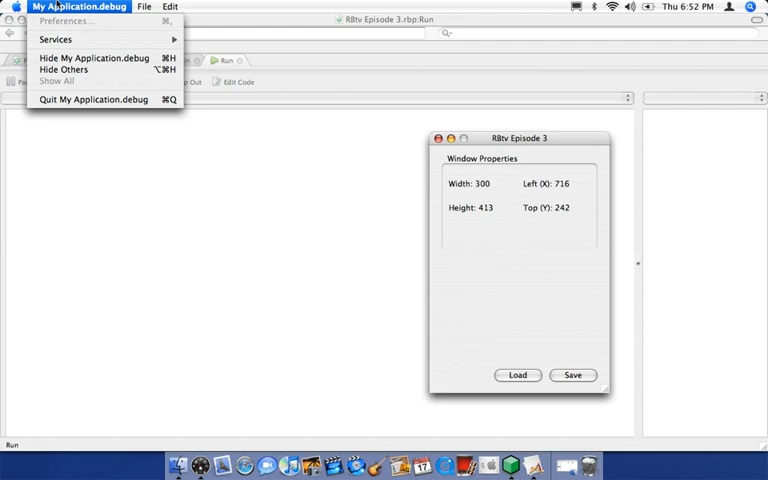 My Application.debug File Edit Thu 6:52 PM
RBtv Episode 3.rbp:Run
Preferences... ⌘,
Services
Hide My Application.debug ⌘H
Hide Others ⌥⌘H
Show All
Quit My Application.debug ⌘Q
Run
Edit Code
RBtv Episode 3
Window Properties
Width: 300 Left (X): 716
Height: 413 Top (Y): 242
Load Save
Run
17